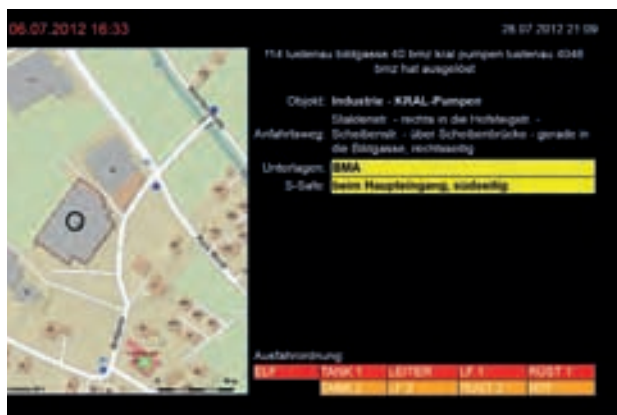 06.07.2012 16:33
28.07.2012 21:09
f14 lustenau bildgasse 40 bmz kral pumpen lustenau 4048
bmz hat ausgelöst
Objekt: Industrie - KRAL-Pumpen
Staldenstr. - rechts in die Hofsteigstr. -
Anfahrtsweg: Scheibenstr. - über Scheibenbrücke - gerade in
die Bildgasse, rechtsseitig
Unterlagen: BMA
S-Safe: beim Haupteingang, südseitig
Ausfahrordnung
ELF TANK 1 LEITER LF 1 RÜST 1
TANK 2 LF 2 RÜST 2